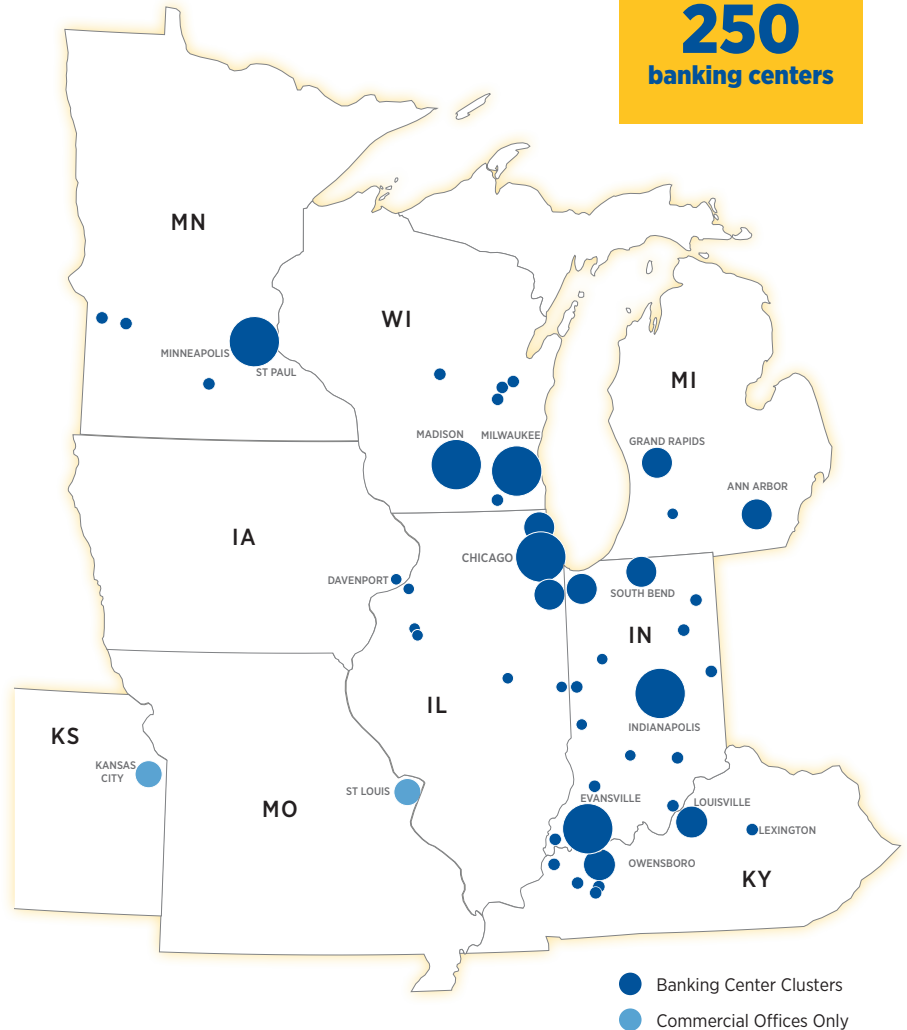 250
banking centers
MN
WI
MINNEAPOLIS
ST PAUL
MI
MADISON
MILWAUKEE
GRAND RAPIDS
ANN ARBOR
IA
CHICAGO
DAVENPORT
SOUTH BEND
IN
IL
INDIANAPOLIS
KS
KANSAS
CITY
ST LOUIS
MO
EVANSVILLE
LOUISVILLE
LEXINGTON
OWENSBORO
KY
Banking Center Clusters
Commercial Offices Only